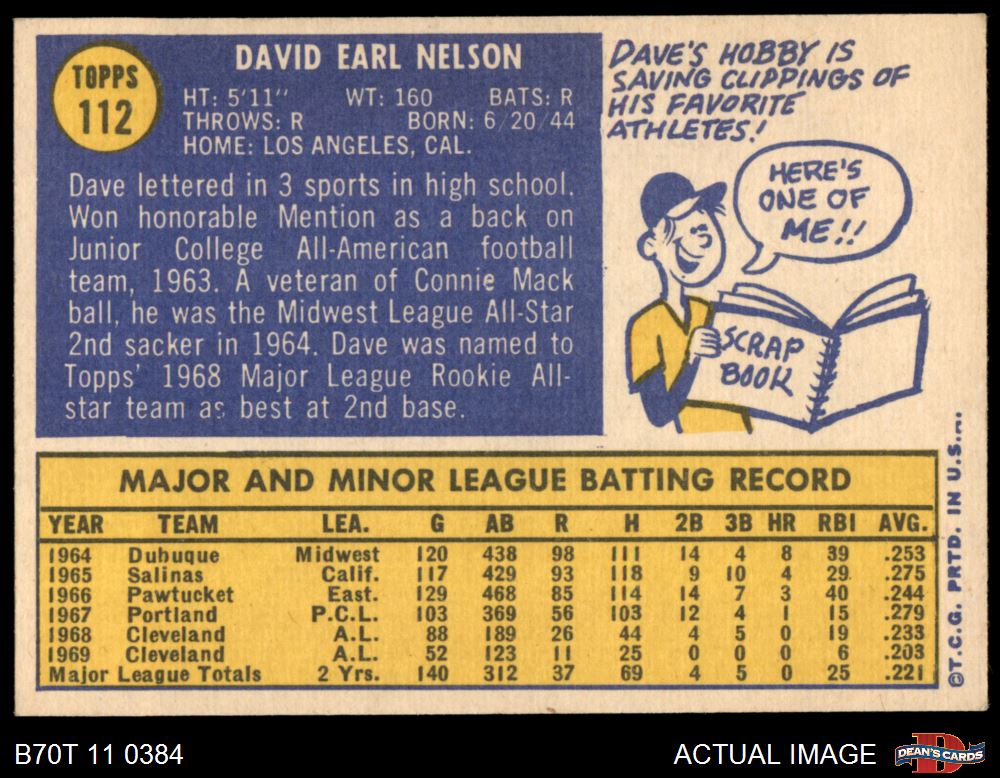 TOPPS
112
DAVID EARL NELSON
HT: 5'11" WT: 160 BATS: R
THROWS: R BORN: 6/20/44
HOME: LOS ANGELES, CAL.
Dave lettered in 3 sports in high school.
Won honorable Mention as a back on
Junior College All-American football
team, 1963. A veteran of Connie Mack
ball, he was the Midwest League All-Star
2nd sacker in 1964. Dave was named to
Topps' 1968 Major League Rookie All-
star team as best at 2nd base.
DAVE'S HOBBY IS
SAVING CLIPPINGS OF
HIS FAVORITE
ATHLETES!
HERE'S
ONE OF
ME!!
SCRAP
BOOK
MAJOR AND MINOR LEAGUE BATTING RECORD
YEAR TEAM LEA. G AB R H 2B 3B HR RBI AVG.
1964 Dubuque Midwest 120 438 98 111 14 4 8 39 .253
1965 Salinas Calif. 117 429 93 118 9 10 4 29 .275
1966 Pawtucket East. 129 468 85 114 14 7 3 40 .244
1967 Portland P.C.L. 103 369 56 103 12 4 1 15 .279
1968 Cleveland A.L. 88 189 26 44 4 5 0 19 .233
1969 Cleveland A.L. 52 123 11 25 0 0 0 6 .203
Major League Totals 2 Yrs. 140 312 37 69 4 5 0 25 .221
©T.C.G. PRTD. IN U.S.A.
B70T 11 0384
ACTUAL IMAGE
D
DEAN'S CARDS